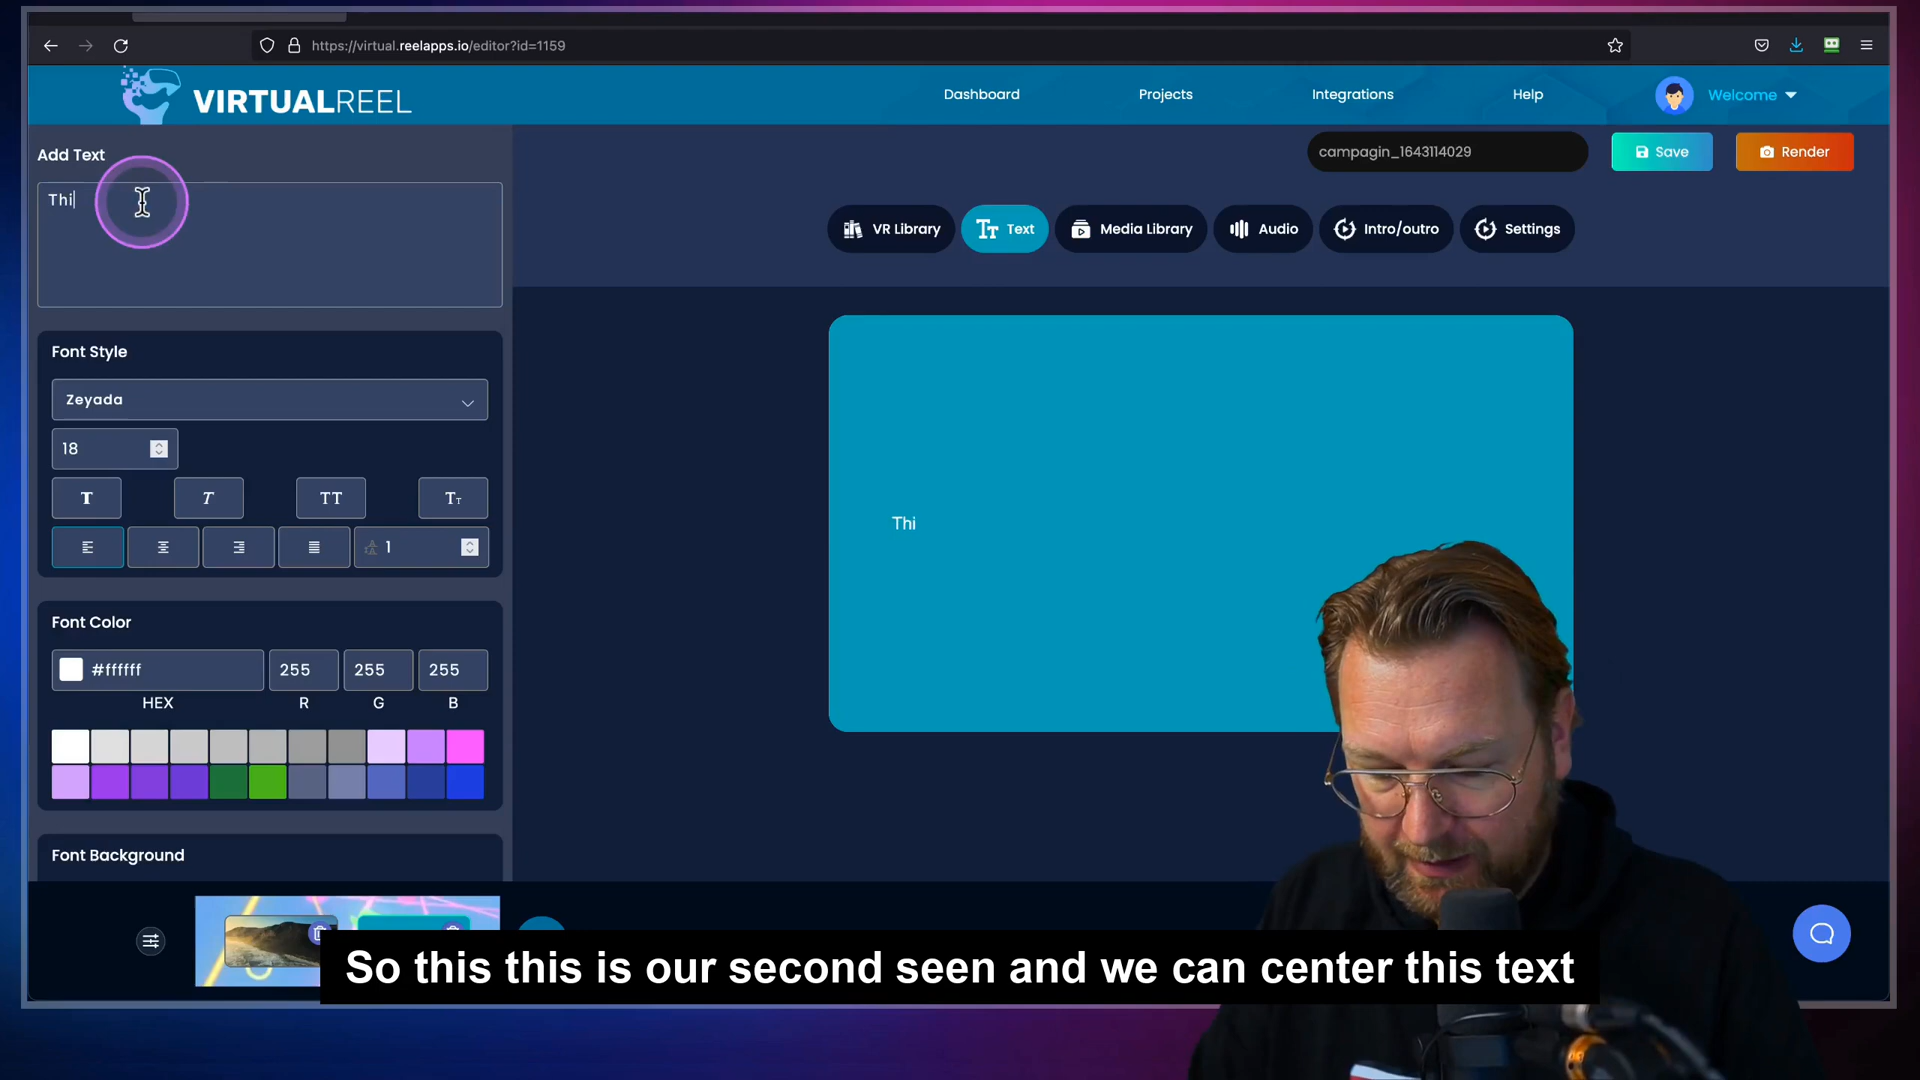 https://virtual.reelapps.io/editor?id=1159
VIRTUALREEL
Dashboard
Projects
Integrations
Help
Welcome
Add Text
Thi
campagin_1643114029
Save
Render
VR Library
Text
Media Library
Audio
Intro/outro
Settings
Font Style
Zeyada
18
T
T
TT
TT
1
Thi
Font Color
#ffffff
255
255
255
HEX
R
G
B
Font Background
So this this is our second seen and we can center this text